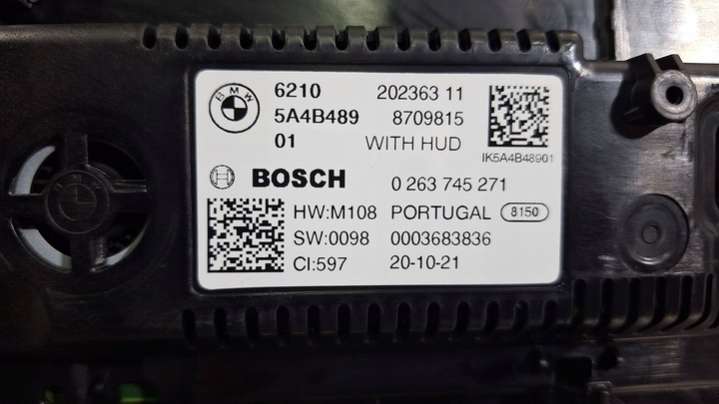 BMW
6210 202363 11
5A4B489 8709815
01 WITH HUD
IK5A4B48901
BOSCH 0 263 745 271
HW:M108 PORTUGAL 8150
SW:0098 0003683836
CI:597 20-10-21